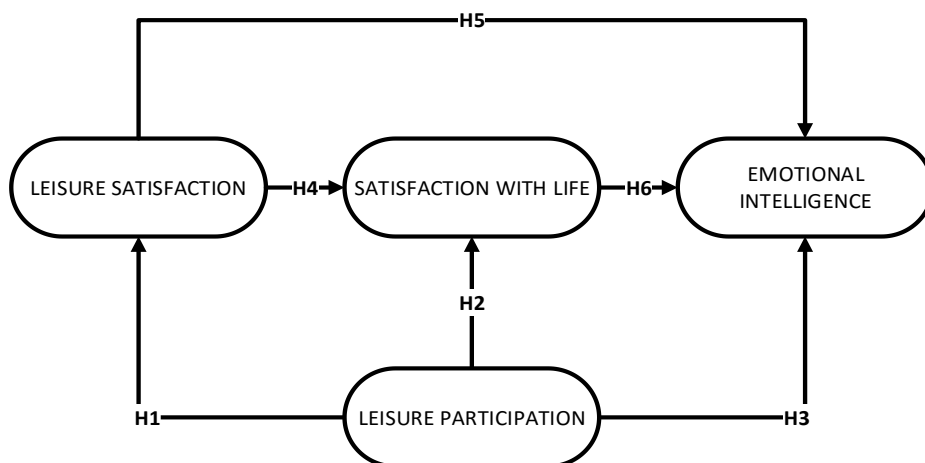 H5
LEISURE SATISFACTION
H4
SATISFACTION WITH LIFE
H6
EMOTIONAL
INTELLIGENCE
H2
H1
LEISURE PARTICIPATION
H3